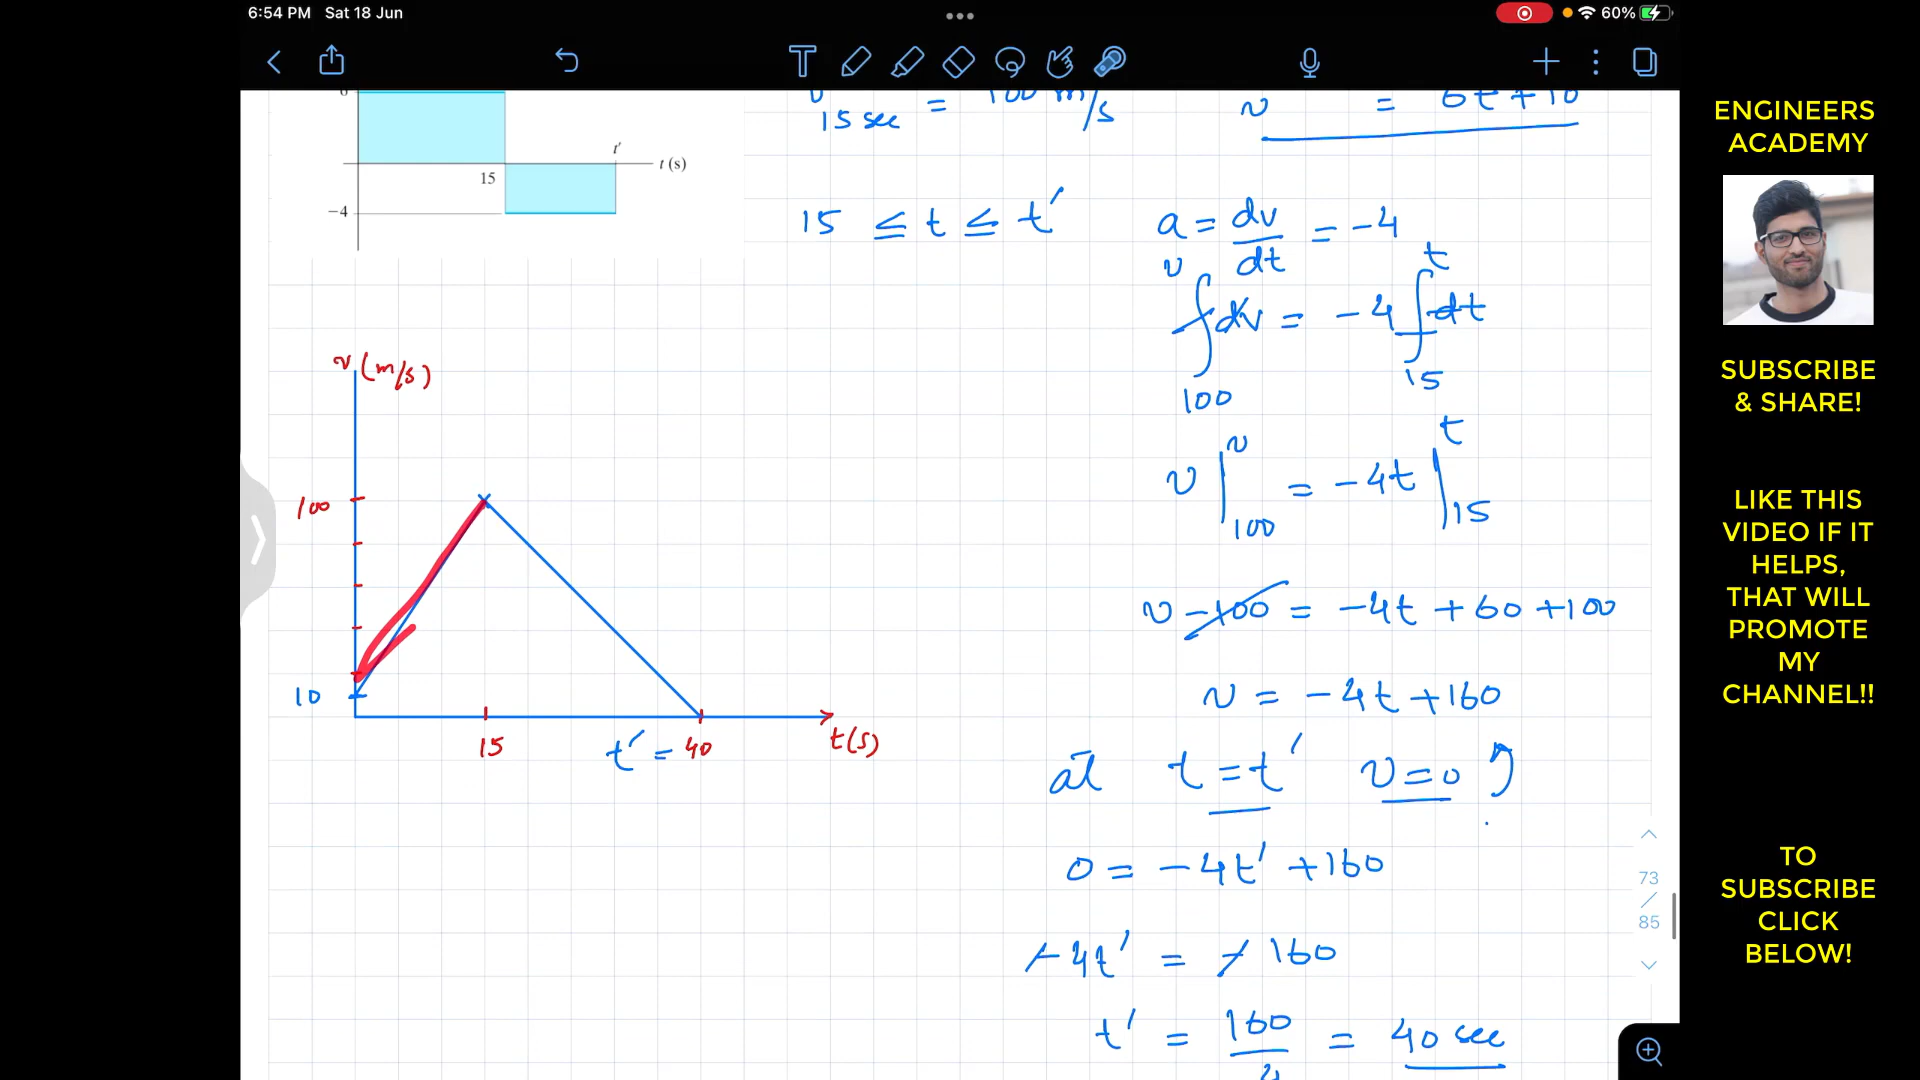 6:54 PM Sat 18 Jun
60%
T
6
15
t'
t (s)
−4
15 sec = 100 m/s
v = 6t+10
15 ≤ t ≤ t'
a = dv/dt = -4
v t
∫dv = -4 ∫dt
100 15
v |v 100 = -4t |t 15
v - 100 = -4t + 60 + 100
v = -4t + 160
at t = t' v = 0
0 = -4t' + 160
-4t' = -160
t' = 160/4 = 40 sec
v (m/s)
100
10
15
t' = 40
t(s)
73
/
85
ENGINEERS
ACADEMY
SUBSCRIBE
& SHARE!
LIKE THIS
VIDEO IF IT
HELPS,
THAT WILL
PROMOTE
MY
CHANNEL!!
TO
SUBSCRIBE
CLICK
BELOW!